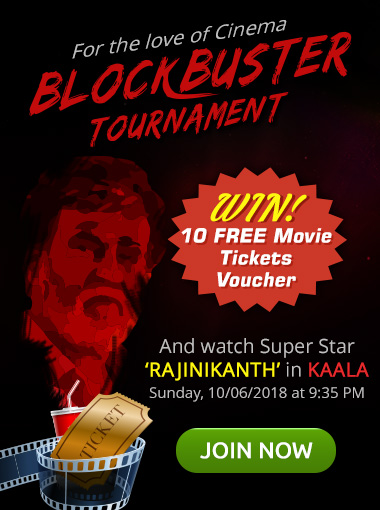 For the love of Cinema
BLOCKBUSTER
TOURNAMENT
WIN!
10 FREE Movie
Tickets
Voucher
And watch Super Star
‘RAJINIKANTH’ in KAALA
Sunday, 10/06/2018 at 9:35 PM
TICKET
JOIN NOW